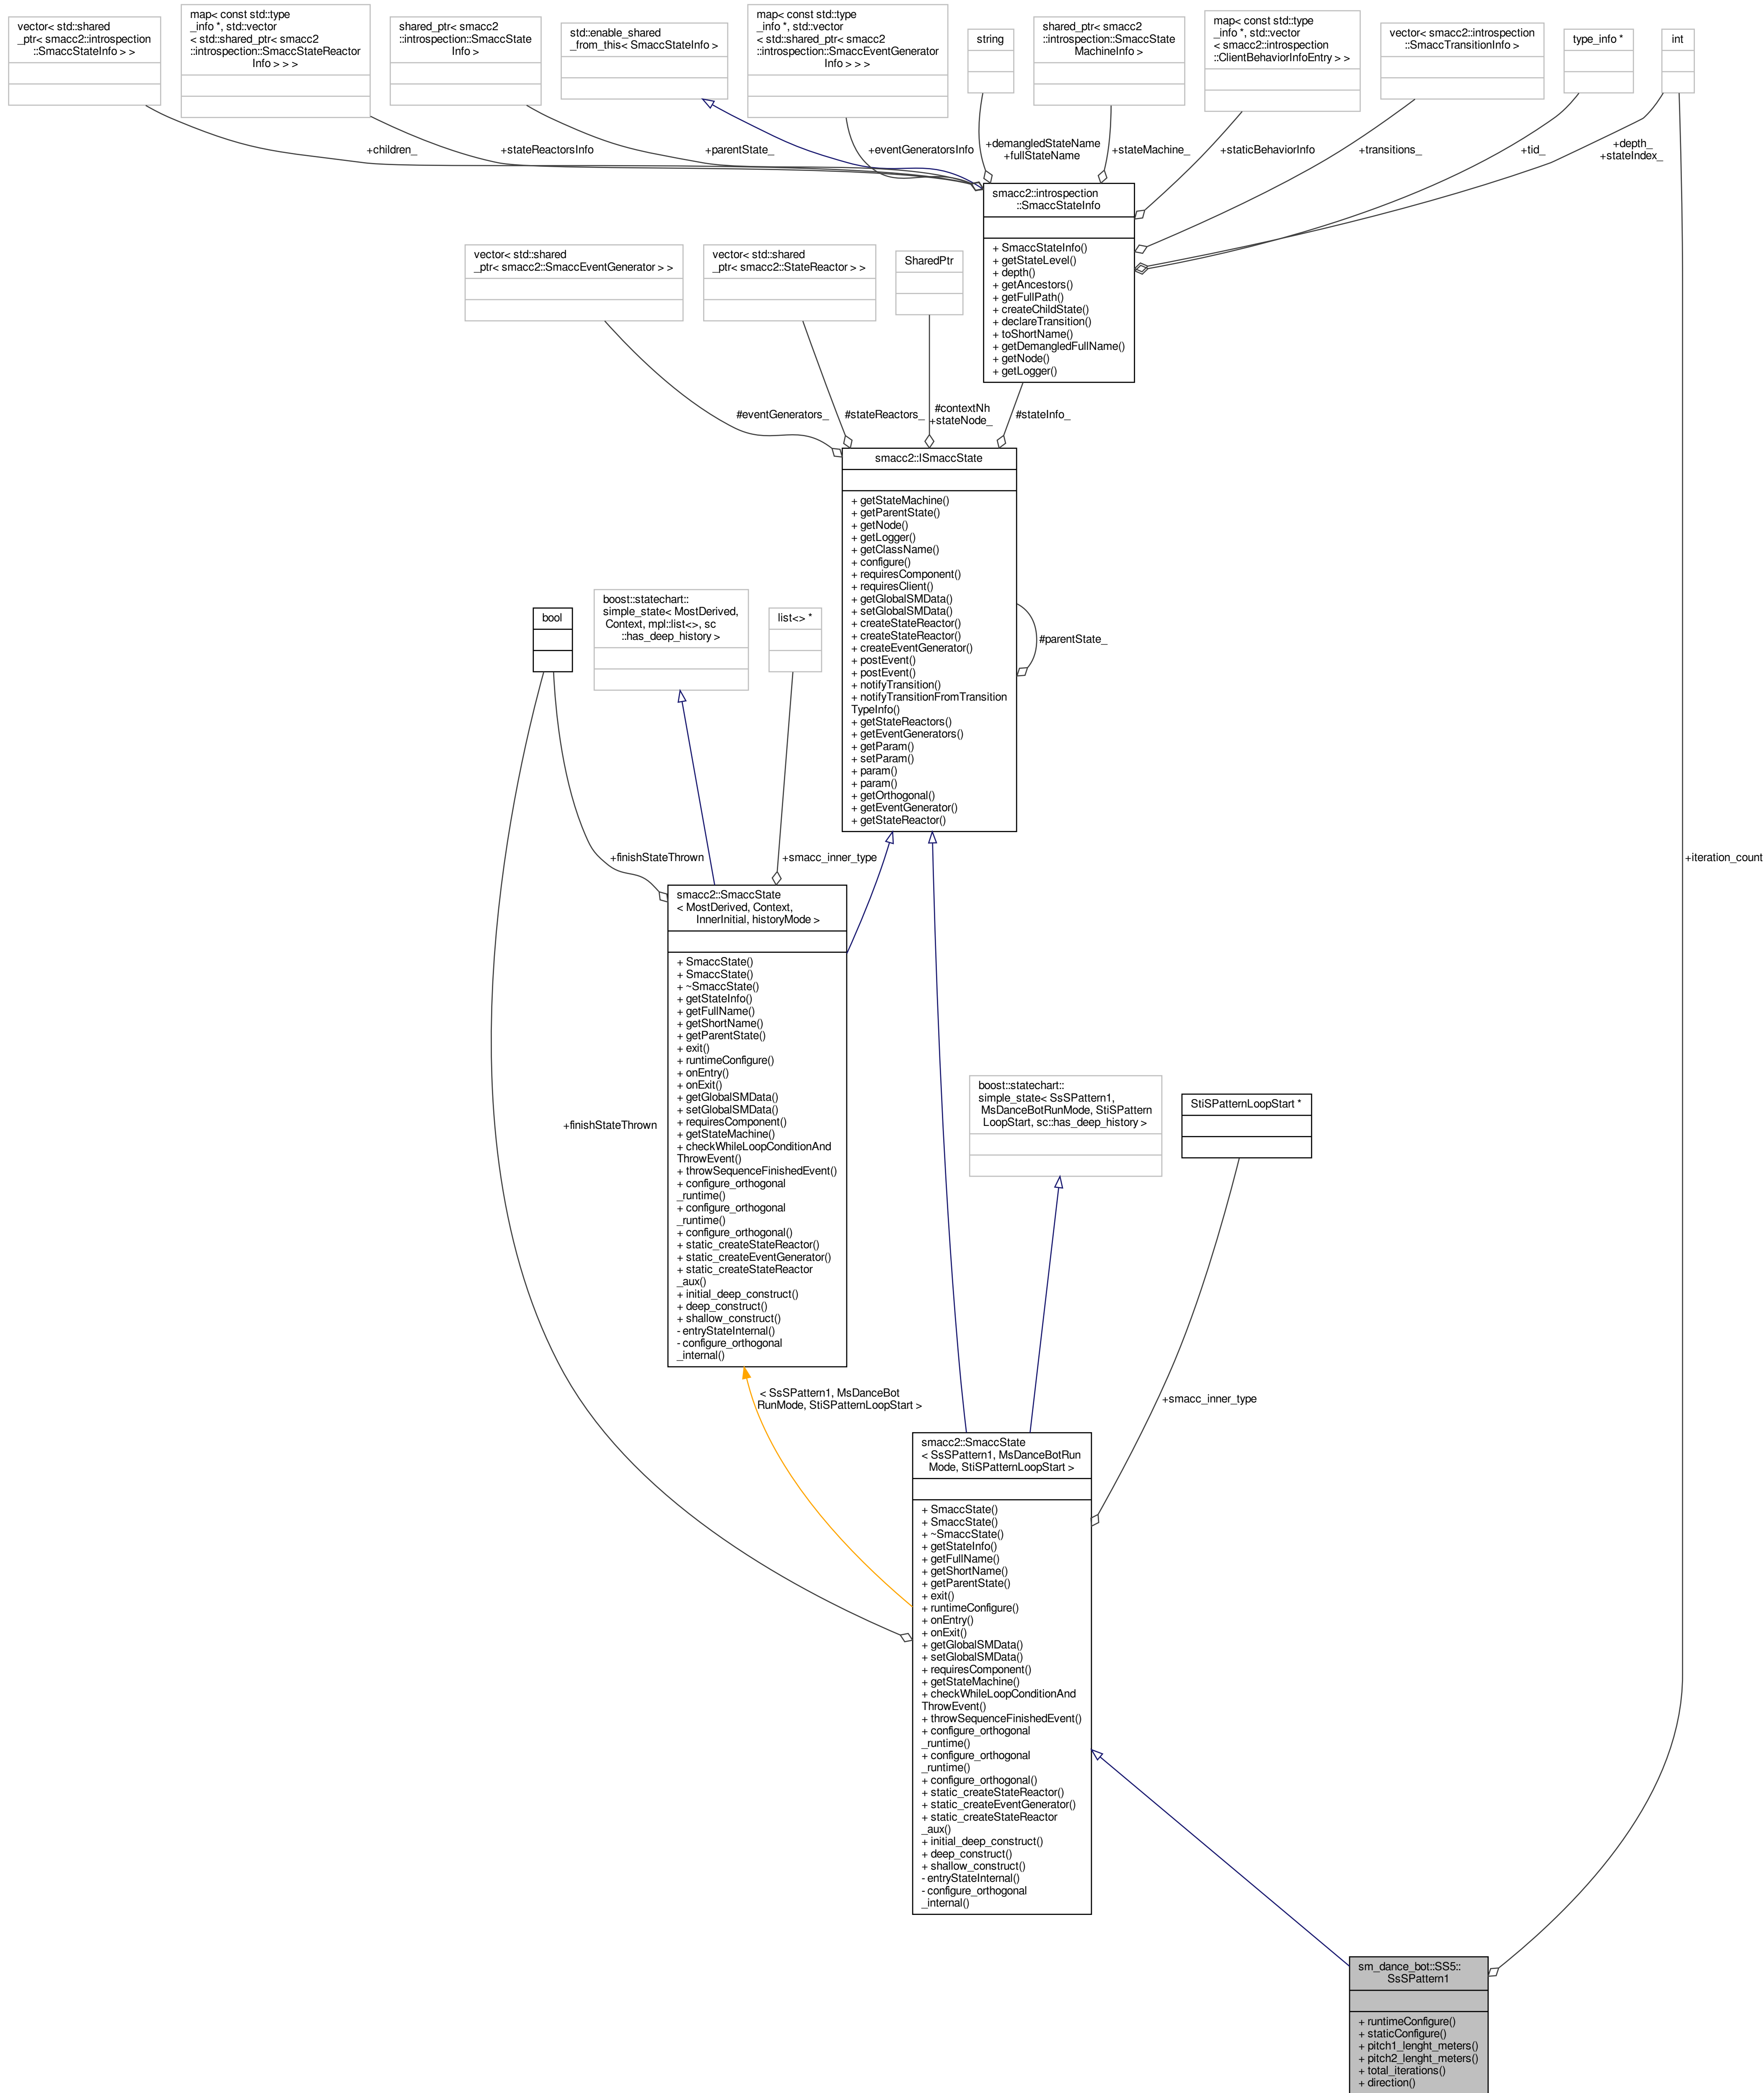 vector< std::shared
_ptr< smacc2::introspection
::SmaccStateInfo > >
map< const std::type
_info *, std::vector
< std::shared_ptr< smacc2
::introspection::SmaccStateReactor
Info > > >
shared_ptr< smacc2
::introspection::SmaccState
Info >
std::enable_shared
_from_this< SmaccStateInfo >
map< const std::type
_info *, std::vector
< std::shared_ptr< smacc2
::introspection::SmaccEventGenerator
Info > > >
string
shared_ptr< smacc2
::introspection::SmaccState
MachineInfo >
map< const std::type
_info *, std::vector
< smacc2::introspection
::ClientBehaviorInfoEntry > >
vector< smacc2::introspection
::SmaccTransitionInfo >
type_info *
int
+children_
+stateReactorsInfo
+parentState_
+eventGeneratorsInfo
+demangledStateName
+fullStateName
+stateMachine_
+staticBehaviorInfo
+transitions_
+tid_
+depth_
+stateIndex_
smacc2::introspection
::SmaccStateInfo
+ SmaccStateInfo()
+ getStateLevel()
+ depth()
+ getAncestors()
+ getFullPath()
+ createChildState()
+ declareTransition()
+ toShortName()
+ getDemangledFullName()
+ getNode()
+ getLogger()
vector< std::shared
_ptr< smacc2::SmaccEventGenerator > >
vector< std::shared
_ptr< smacc2::StateReactor > >
SharedPtr
#eventGenerators_
#stateReactors_
#contextNh
+stateNode_
#stateInfo_
smacc2::ISmaccState
+ getStateMachine()
+ getParentState()
+ getNode()
+ getLogger()
+ getClassName()
+ configure()
+ requiresComponent()
+ requiresClient()
+ getGlobalSMData()
+ setGlobalSMData()
+ createStateReactor()
+ createStateReactor()
+ createEventGenerator()
+ postEvent()
+ postEvent()
+ notifyTransition()
+ notifyTransitionFromTransition
TypeInfo()
+ getStateReactors()
+ getEventGenerators()
+ getParam()
+ setParam()
+ param()
+ param()
+ getOrthogonal()
+ getEventGenerator()
+ getStateReactor()
#parentState_
bool
boost::statechart::
simple_state< MostDerived,
Context, mpl::list<>, sc
::has_deep_history >
list<> *
+finishStateThrown
+smacc_inner_type
+iteration_count
smacc2::SmaccState
< MostDerived, Context,
InnerInitial, historyMode >
+ SmaccState()
+ SmaccState()
+ ~SmaccState()
+ getStateInfo()
+ getFullName()
+ getShortName()
+ getParentState()
+ exit()
+ runtimeConfigure()
+ onEntry()
+ onExit()
+ getGlobalSMData()
+ setGlobalSMData()
+ requiresComponent()
+ getStateMachine()
+ checkWhileLoopConditionAnd
ThrowEvent()
+ throwSequenceFinishedEvent()
+ configure_orthogonal
_runtime()
+ configure_orthogonal
_runtime()
+ configure_orthogonal()
+ static_createStateReactor()
+ static_createEventGenerator()
+ static_createStateReactor
_aux()
+ initial_deep_construct()
+ deep_construct()
+ shallow_construct()
- entryStateInternal()
- configure_orthogonal
_internal()
+finishStateThrown
boost::statechart::
simple_state< SsSPattern1,
MsDanceBotRunMode, StiSPattern
LoopStart, sc::has_deep_history >
StiSPatternLoopStart *
< SsSPattern1, MsDanceBot
RunMode, StiSPatternLoopStart >
+smacc_inner_type
smacc2::SmaccState
< SsSPattern1, MsDanceBotRun
Mode, StiSPatternLoopStart >
+ SmaccState()
+ SmaccState()
+ ~SmaccState()
+ getStateInfo()
+ getFullName()
+ getShortName()
+ getParentState()
+ exit()
+ runtimeConfigure()
+ onEntry()
+ onExit()
+ getGlobalSMData()
+ setGlobalSMData()
+ requiresComponent()
+ getStateMachine()
+ checkWhileLoopConditionAnd
ThrowEvent()
+ throwSequenceFinishedEvent()
+ configure_orthogonal
_runtime()
+ configure_orthogonal
_runtime()
+ configure_orthogonal()
+ static_createStateReactor()
+ static_createEventGenerator()
+ static_createStateReactor
_aux()
+ initial_deep_construct()
+ deep_construct()
+ shallow_construct()
- entryStateInternal()
- configure_orthogonal
_internal()
sm_dance_bot::SS5::
SsSPattern1
+ runtimeConfigure()
+ staticConfigure()
+ pitch1_lenght_meters()
+ pitch2_lenght_meters()
+ total_iterations()
+ direction()